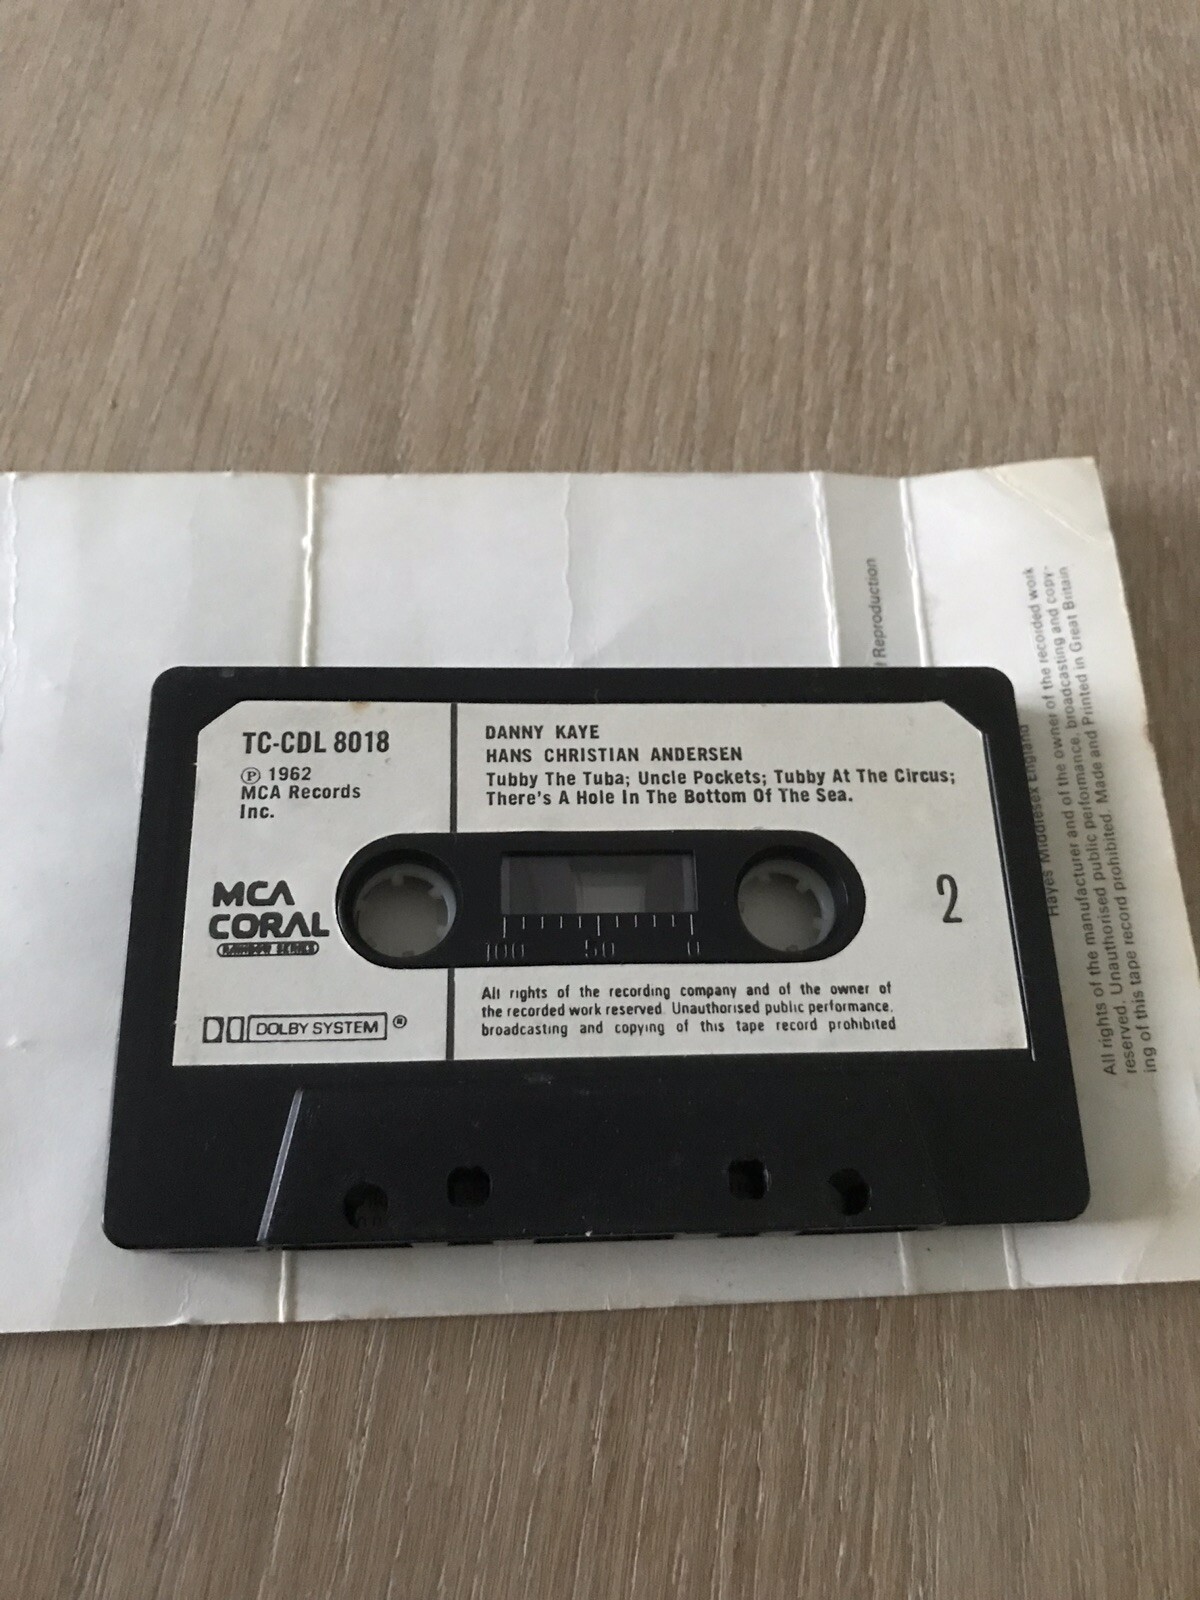 TC-CDL 8018
℗ 1962
MCA Records
Inc.
MCA
CORAL
RAINBOW SERIES
DOLBY SYSTEM ®
DANNY KAYE
HANS CHRISTIAN ANDERSEN
Tubby The Tuba; Uncle Pockets; Tubby At The Circus;
There's A Hole In The Bottom Of The Sea.
100 50 0
2
All rights of the recording company and of the owner of
the recorded work reserved. Unauthorised public performance,
broadcasting and copying of this tape record prohibited
Reproduction
Hayes Middlesex England
All rights of the manufacturer and of the owner of the recorded work
reserved. Unauthorised public performance, broadcasting and copy-
ing of this tape record prohibited. Made and Printed in Great Britain